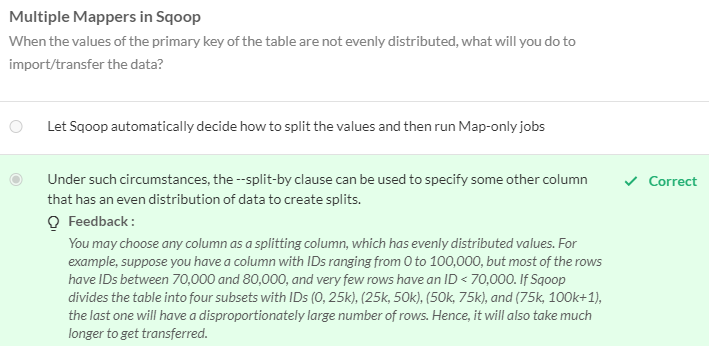 Multiple Mappers in Sqoop
When the values of the primary key of the table are not evenly distributed, what will you do to
import/transfer the data?
Let Sqoop automatically decide how to split the values and then run Map-only jobs
Under such circumstances, the --split-by clause can be used to specify some other column
that has an even distribution of data to create splits.
Correct
Feedback :
You may choose any column as a splitting column, which has evenly distributed values. For
example, suppose you have a column with IDs ranging from 0 to 100,000, but most of the rows
have IDs between 70,000 and 80,000, and very few rows have an ID < 70,000. If Sqoop
divides the table into four subsets with IDs (0, 25k), (25k, 50k), (50k, 75k), and (75k, 100k+1),
the last one will have a disproportionately large number of rows. Hence, it will also take much
longer to get transferred.